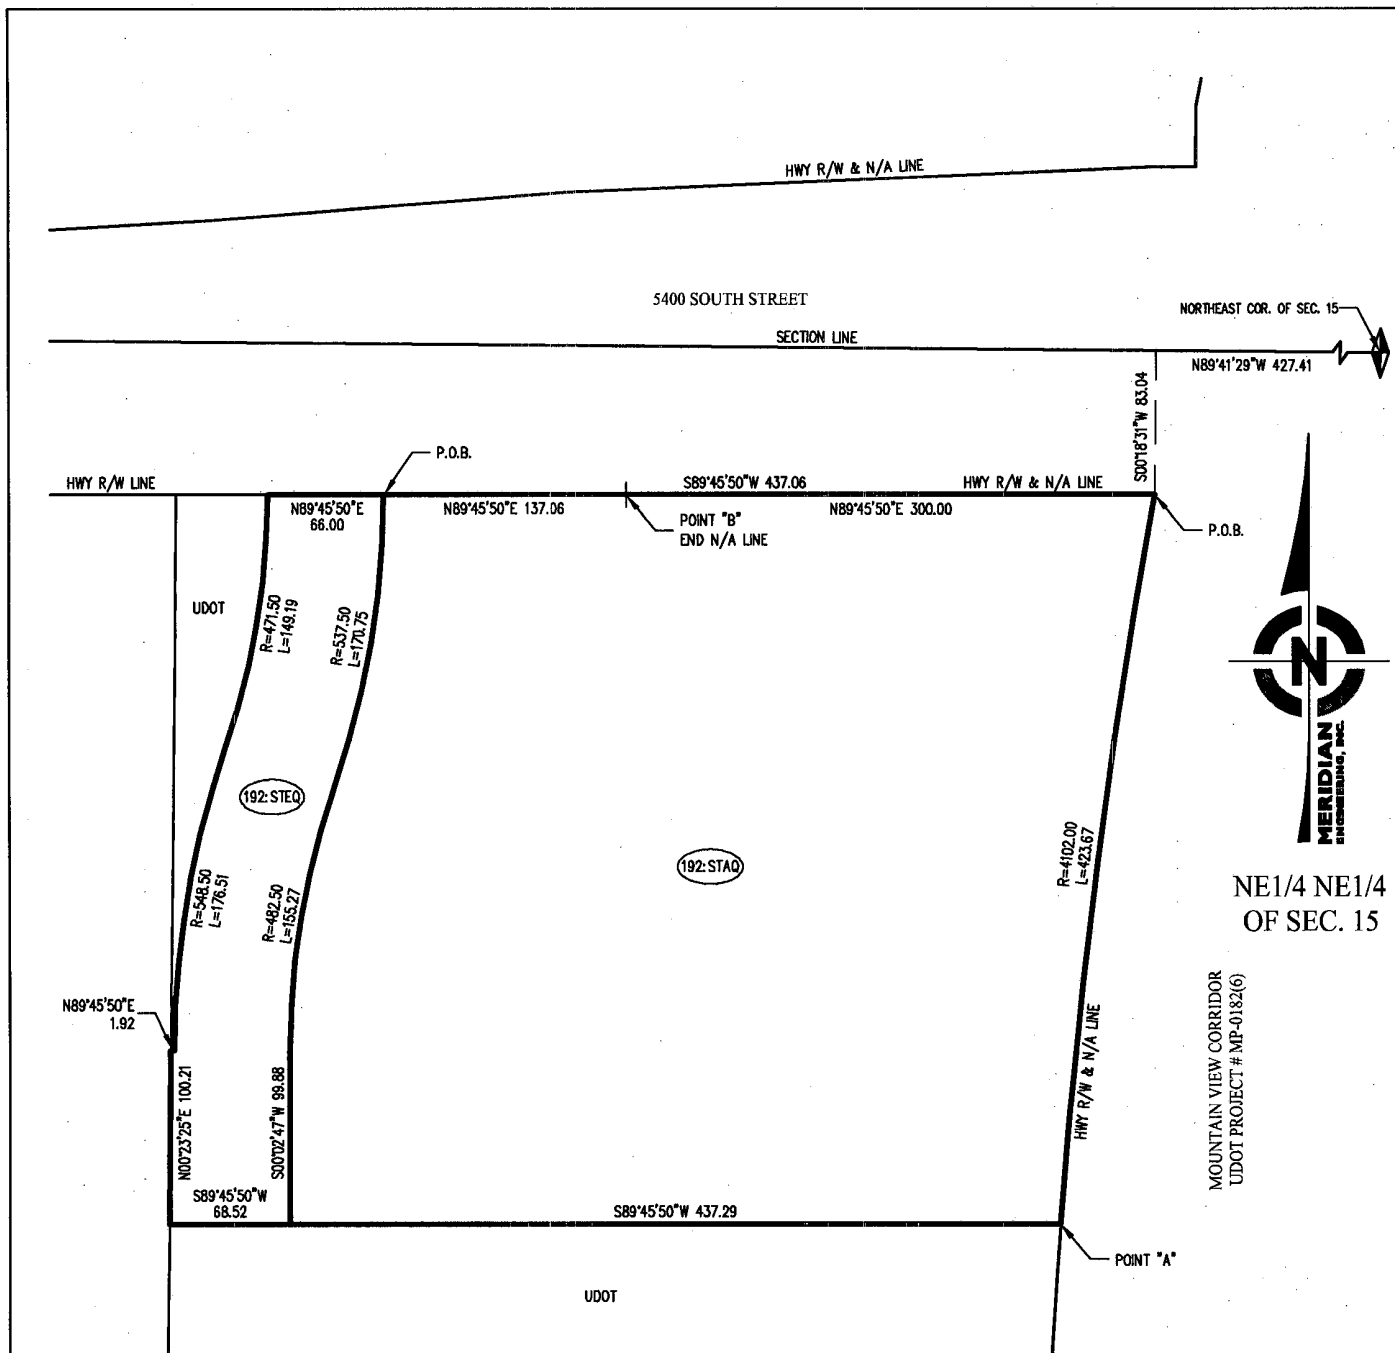 HWY R/W & N/A LINE
5400 SOUTH STREET
NORTHEAST COR. OF SEC. 15
SECTION LINE
N89°41'29"W 427.41
S00°18'31"W 83.04
P.O.B.
HWY R/W LINE
S89°45'50"W 437.06
HWY R/W & N/A LINE
N89°45'50"E
66.00
N89°45'50"E 137.06
POINT "B"
END N/A LINE
N89°45'50"E 300.00
P.O.B.
UDOT
R=471.50
L=149.19
R=537.50
L=170.75
N
MERIDIAN
ENGINEERING, INC.
192:STEQ
192:STAQ
R=4102.00
L=423.67
R=548.50
L=176.51
R=482.50
L=155.27
NE1/4 NE1/4
OF SEC. 15
N89°45'50"E
1.92
MOUNTAIN VIEW CORRIDOR
UDOT PROJECT # MP-0182(6)
HWY R/W & N/A LINE
N00°23'25"E 100.21
S00°02'47"W 99.88
S89°45'50"W
68.52
S89°45'50"W 437.29
POINT "A"
UDOT